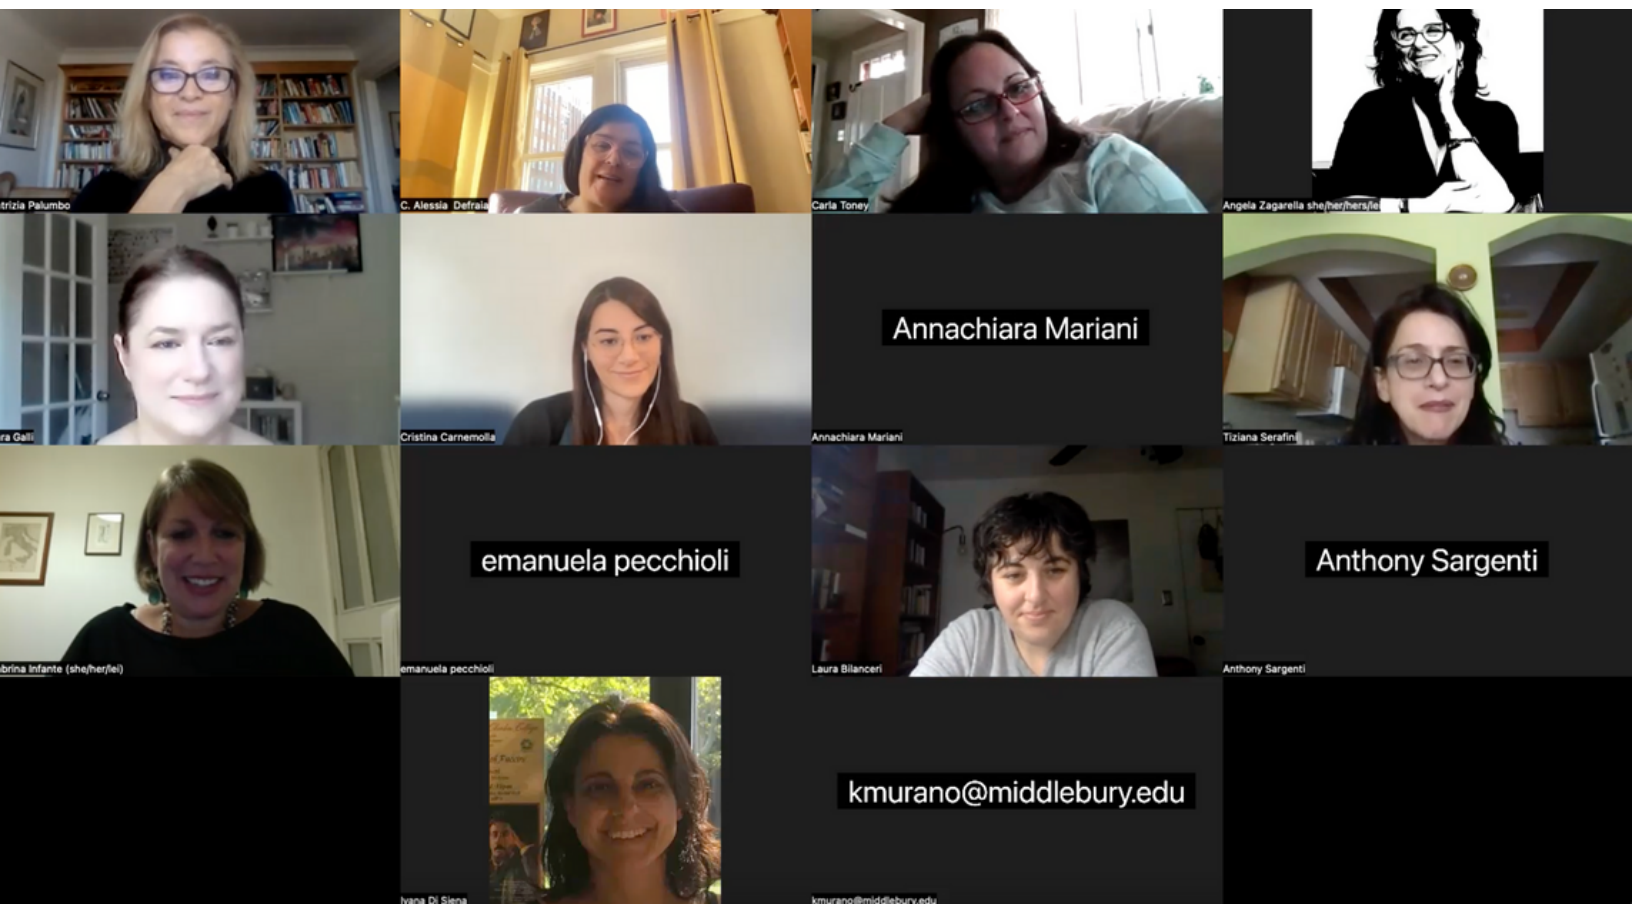 trizia Palumbo
C. Alessia Defraia
Carla Toney
Angela Zagarella she/her/hers/lei
ra Galli
Cristina Carnemolla
Annachiara Mariani
Annachiara Mariani
Tiziana Serafini
brina Infante (she/her/lei)
emanuela pecchioli
emanuela pecchioli
Laura Bilanceri
Anthony Sargenti
Anthony Sargenti
Ivana Di Siena
kmurano@middlebury.edu
kmurano@middlebury.edu